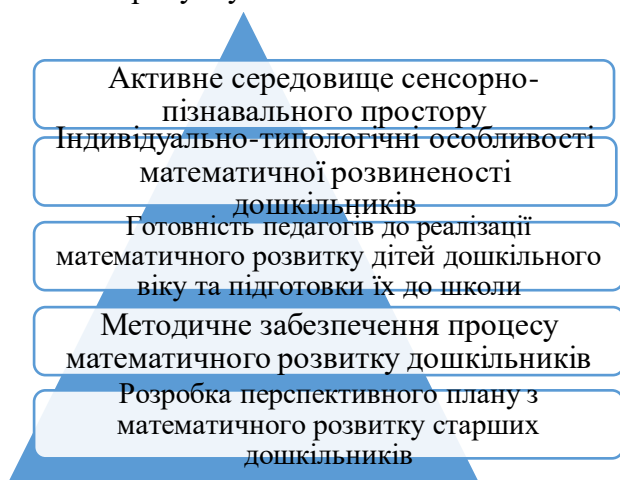 Активне середовище сенсорно-
пізнавального простору
Індивідуально-типологічні особливості
математичної розвиненості
дошкільників
Готовність педагогів до реалізації
математичного розвитку дітей дошкільного
віку та підготовки їх до школи
Методичне забезпечення процесу
математичного розвитку дошкільників
Розробка перспективного плану з
математичного розвитку старших
дошкільників